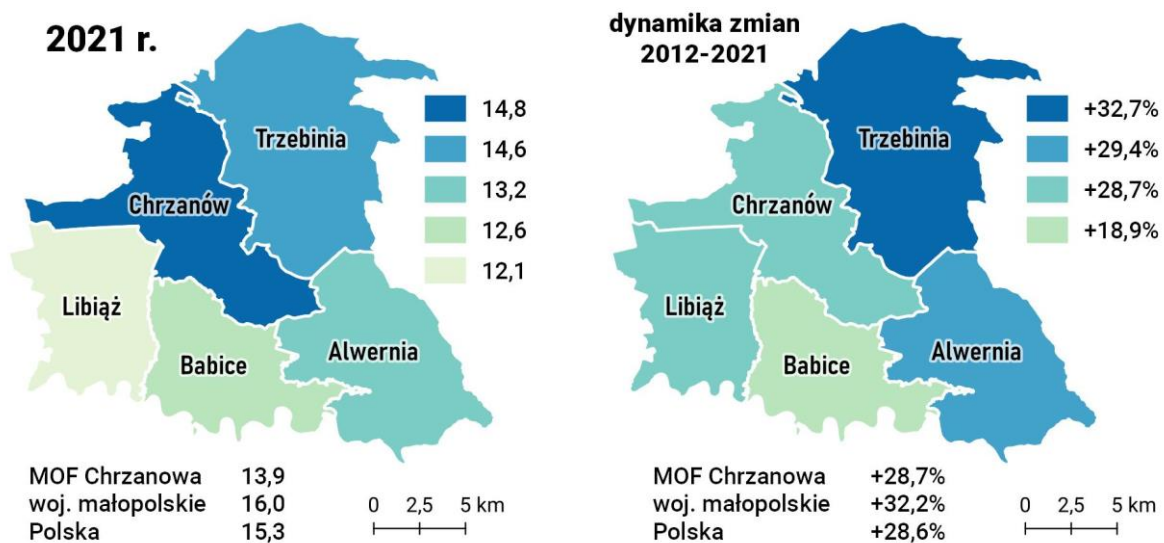 2021 r.
14,8
14,6
13,2
12,6
12,1
Trzebinia
Chrzanów
Libiąż
Babice
Alwernia
MOF Chrzanowa 13,9
woj. małopolskie 16,0
Polska 15,3
0 2,5 5 km
dynamika zmian
2012-2021
+32,7%
+29,4%
+28,7%
+18,9%
Trzebinia
Chrzanów
Libiąż
Babice
Alwernia
MOF Chrzanowa +28,7%
woj. małopolskie +32,2%
Polska +28,6%
0 2,5 5 km